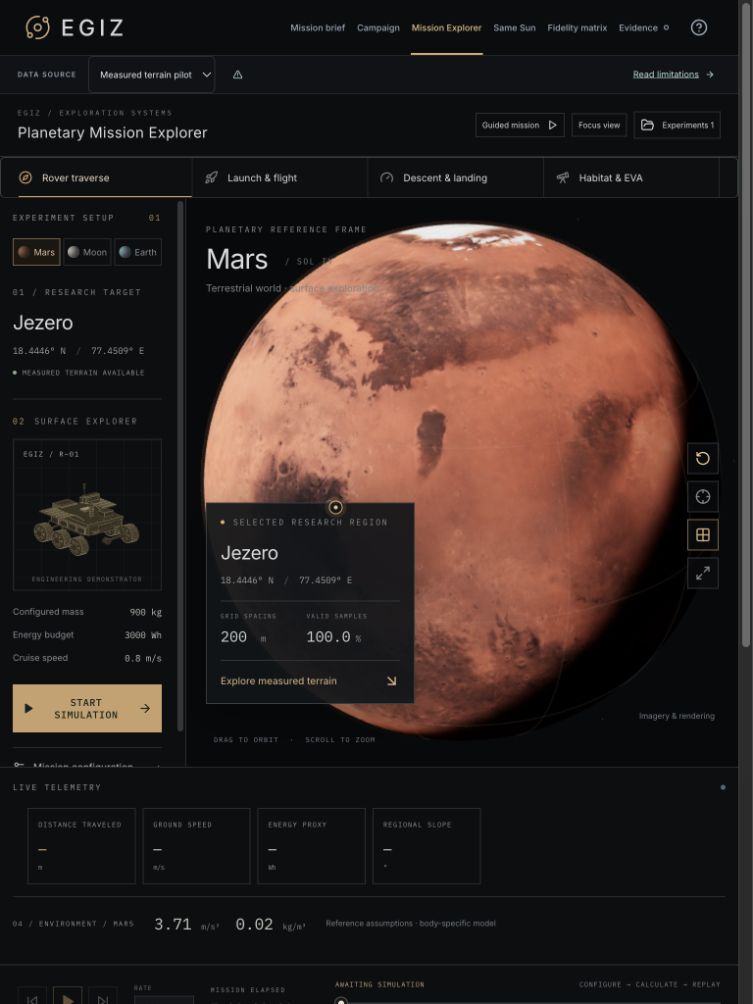 EGIZ
Mission brief
Campaign
Mission Explorer
Same Sun
Fidelity matrix
Evidence
DATA SOURCE
Measured terrain pilot
Read limitations →
EGIZ / EXPLORATION SYSTEMS
Planetary Mission Explorer
Guided mission
Focus view
Experiments 1
Rover traverse
Launch & flight
Descent & landing
Habitat & EVA
EXPERIMENT SETUP 01
Mars
Moon
Earth
01 / RESEARCH TARGET
Jezero
18.4446° N / 77.4509° E
MEASURED TERRAIN AVAILABLE
02 SURFACE EXPLORER
EGIZ / R-01
ENGINEERING DEMONSTRATOR
Configured mass 900 kg
Energy budget 3000 Wh
Cruise speed 0.8 m/s
START
SIMULATION →
Mission configuration
PLANETARY REFERENCE FRAME
Mars / SOL
Terrestrial world · surface exploration
SELECTED RESEARCH REGION
Jezero
18.4446° N / 77.4509° E
GRID SPACING
VALID SAMPLES
200 m
100.0 %
Explore measured terrain
Imagery & rendering
DRAG TO ORBIT · SCROLL TO ZOOM
LIVE TELEMETRY
DISTANCE TRAVELED
—
m
GROUND SPEED
—
m/s
ENERGY PROXY
—
Wh
REGIONAL SLOPE
—
°
04 / ENVIRONMENT / MARS
3.71 m/s²
0.02 kg/m³
Reference assumptions · body-specific model
RATE
MISSION ELAPSED
AWAITING SIMULATION
CONFIGURE → CALCULATE → REPLAY